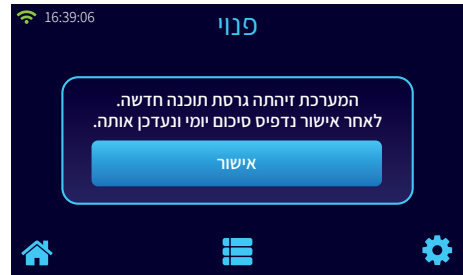 16:39:06
פנוי
המערכת זיהתה גרסת תוכנה חדשה.
לאחר אישור נדפיס סיכום יומי ונעדכן אותה.
אישור